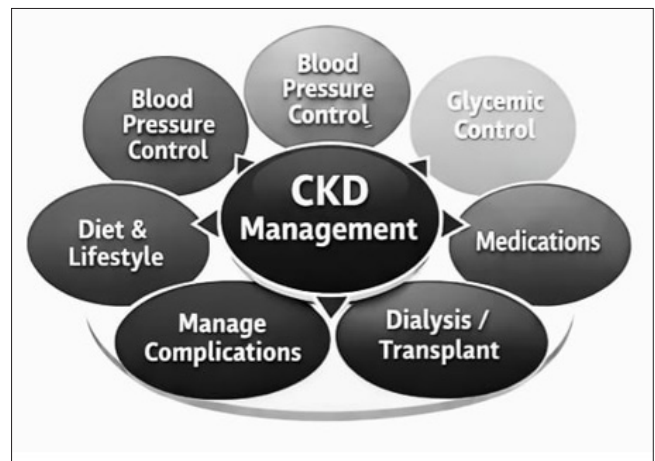 Blood
Pressure
Control
Blood
Pressure
Control
Glycemic
Control
CKD
Management
Diet &
Lifestyle
Medications
Manage
Complications
Dialysis /
Transplant